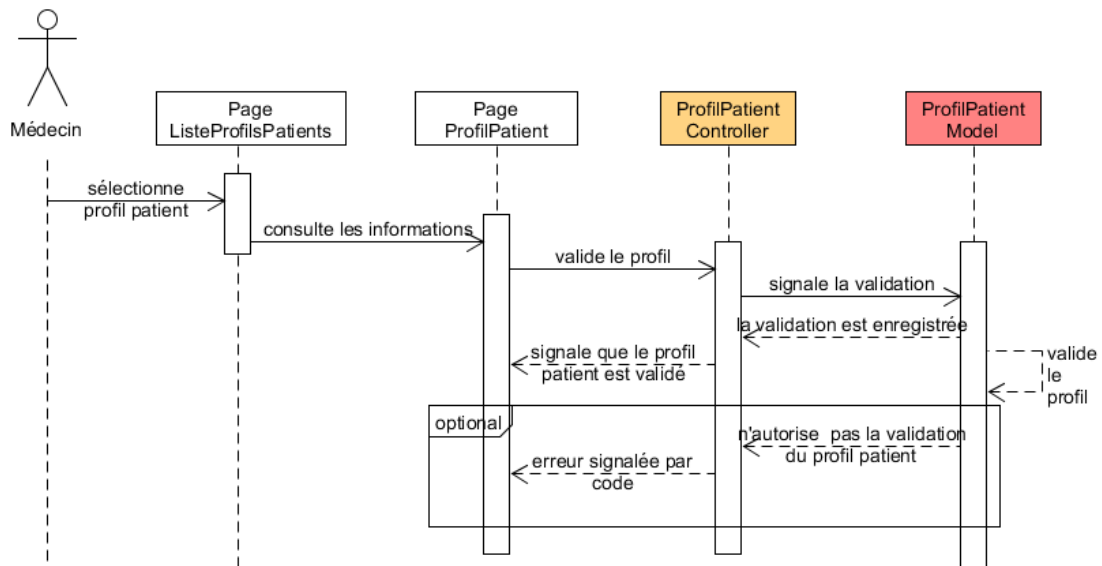 Médecin
Page
ListeProfilsPatients
Page
ProfilPatient
ProfilPatient
Controller
ProfilPatient
Model
sélectionne
profil patient
consulte les informations
valide le profil
signale la validation
la validation est enregistrée
signale que le profil
patient est validé
valide
le
profil
optional
n'autorise pas la validation
du profil patient
erreur signalée par
code